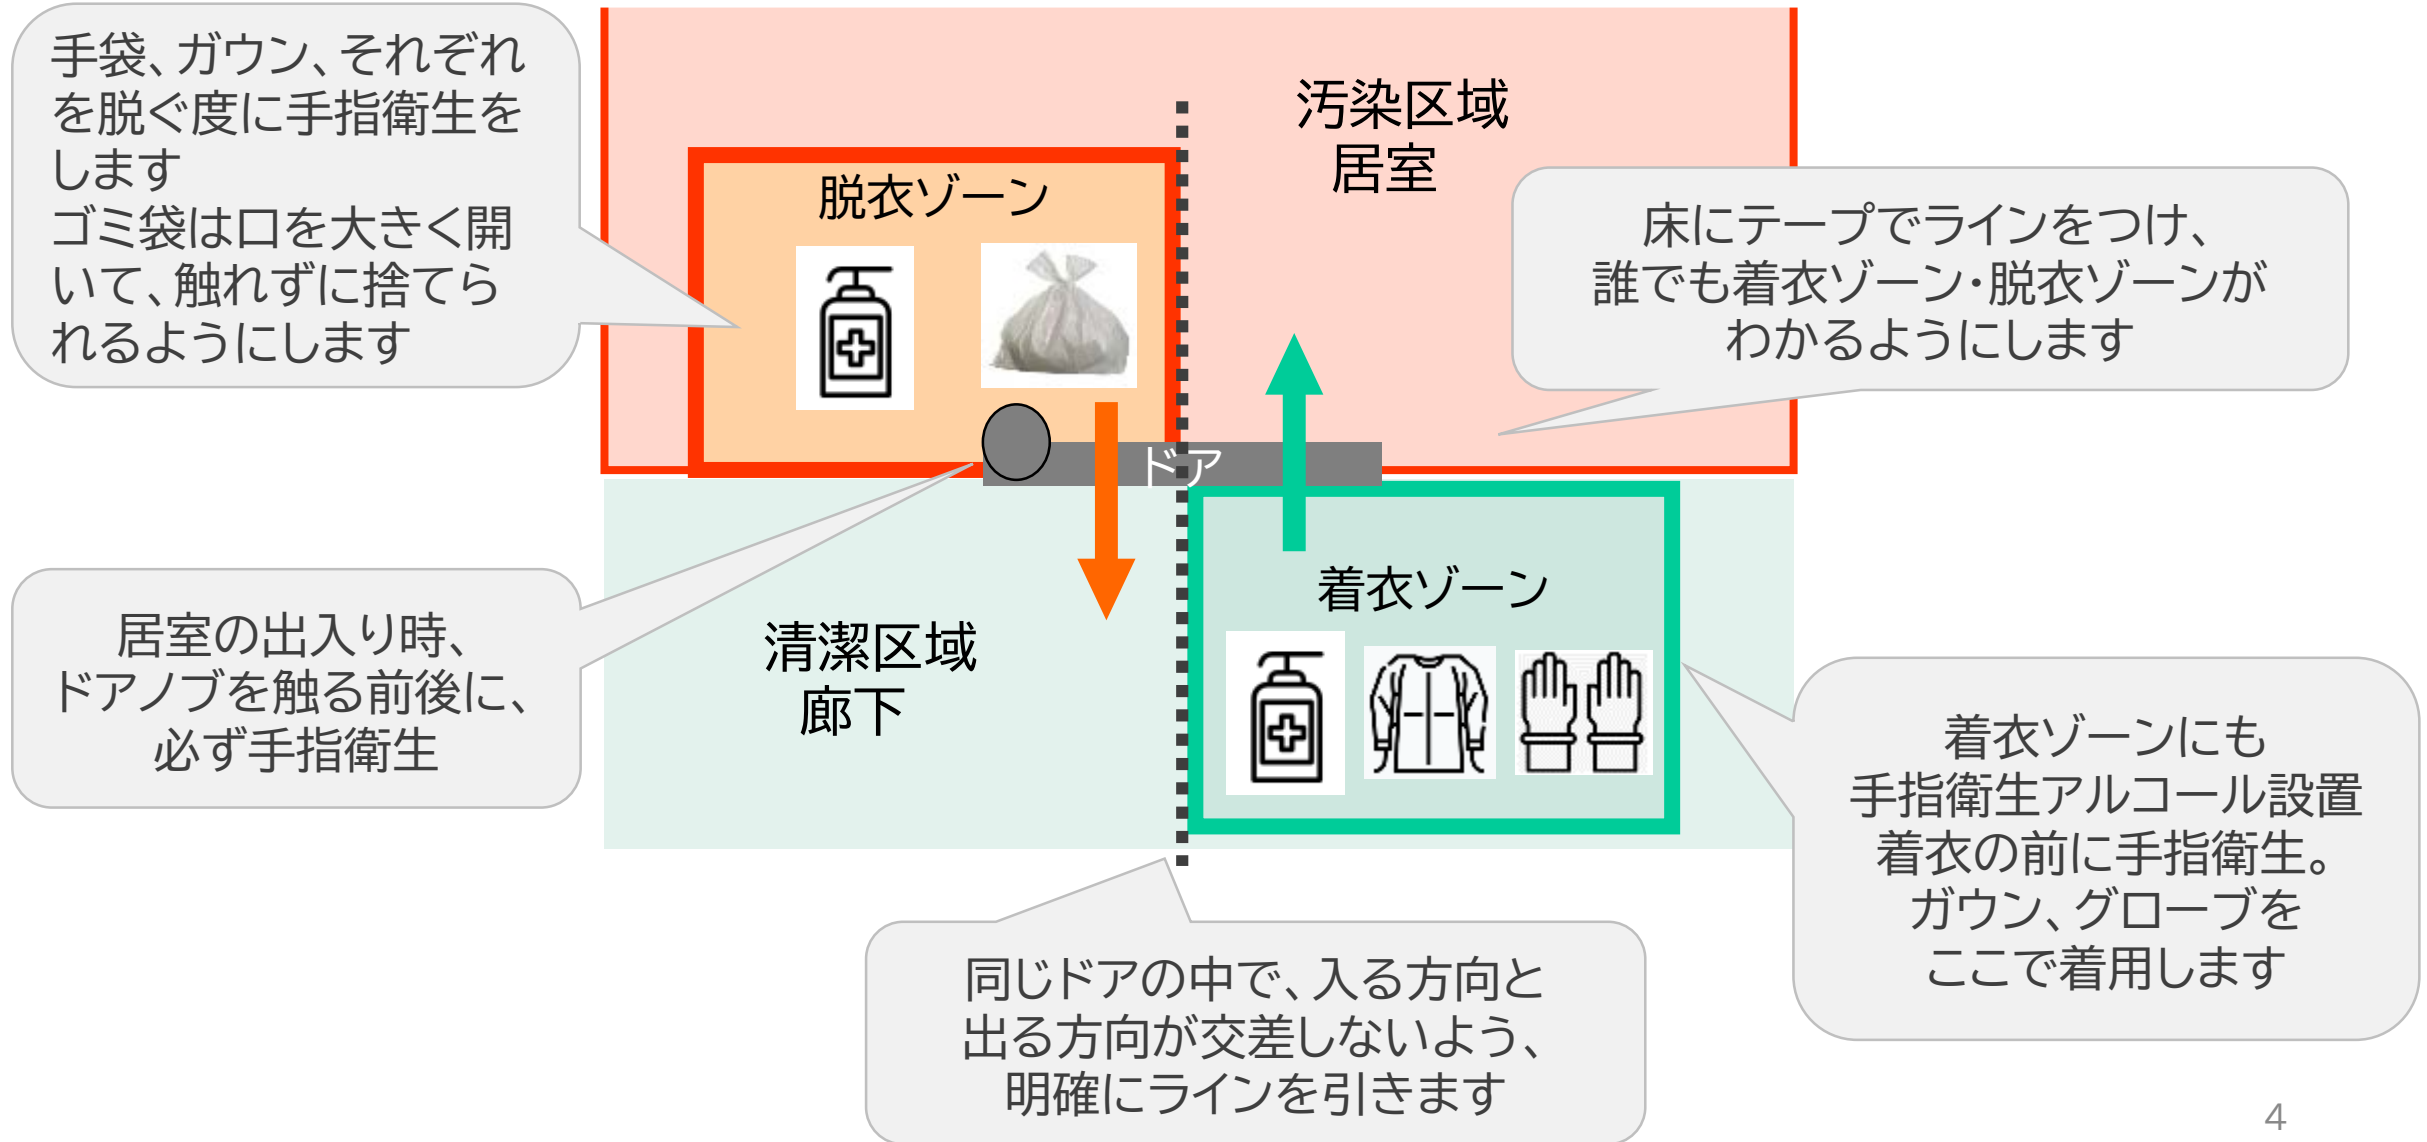 手袋、ガウン、それぞれ
を脱ぐ度に手指衛生を
します
ゴミ袋は口を大きく開
いて、触れずに捨てら
れるようにします
汚染区域
居室
脱衣ゾーン
床にテープでラインをつけ、
誰でも着衣ゾーン・脱衣ゾーンが
わかるようにします
ドア
居室の出入り時、
ドアノブを触る前後に、
必ず手指衛生
清潔区域
廊下
着衣ゾーン
着衣ゾーンにも
手指衛生アルコール設置
着衣の前に手指衛生。
ガウン、グローブを
ここで着用します
同じドアの中で、入る方向と
出る方向が交差しないよう、
明確にラインを引きます
4